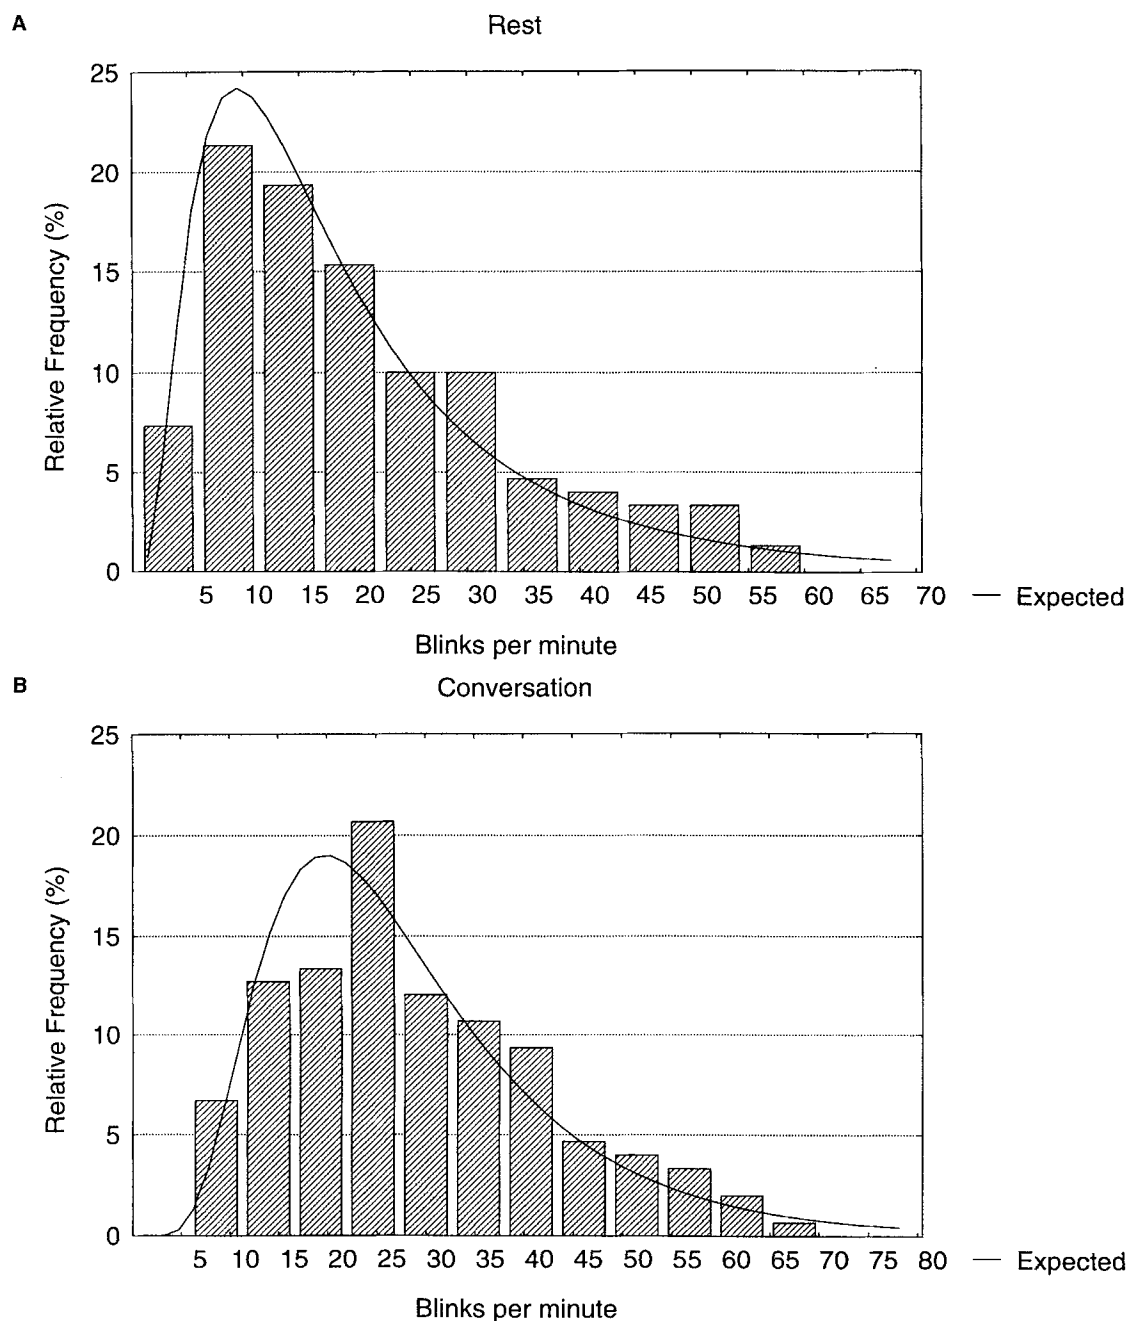 A
Rest
25
20
15
10
5
0
Relative Frequency (%)
5 10 15 20 25 30 35 40 45 50 55 60 65 70 — Expected
Blinks per minute
B
Conversation
25
20
15
10
5
0
Relative Frequency (%)
5 10 15 20 25 30 35 40 45 50 55 60 65 70 75 80 — Expected
Blinks per minute